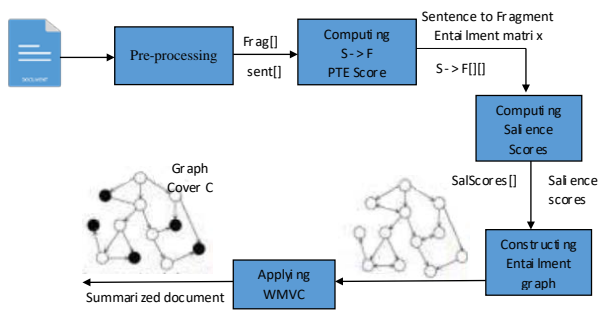 DOCUMENT
Pre-processing
Frag[]
sent[]
Computing
S->F
PTE Score
Sentence to Fragment
Entailment matrix
S->F[][]
Computing
Salience
Scores
SalScores[]
Salience
scores
Constructing
Entailment
graph
Applying
WMVC
Graph
Cover C
Summarized document